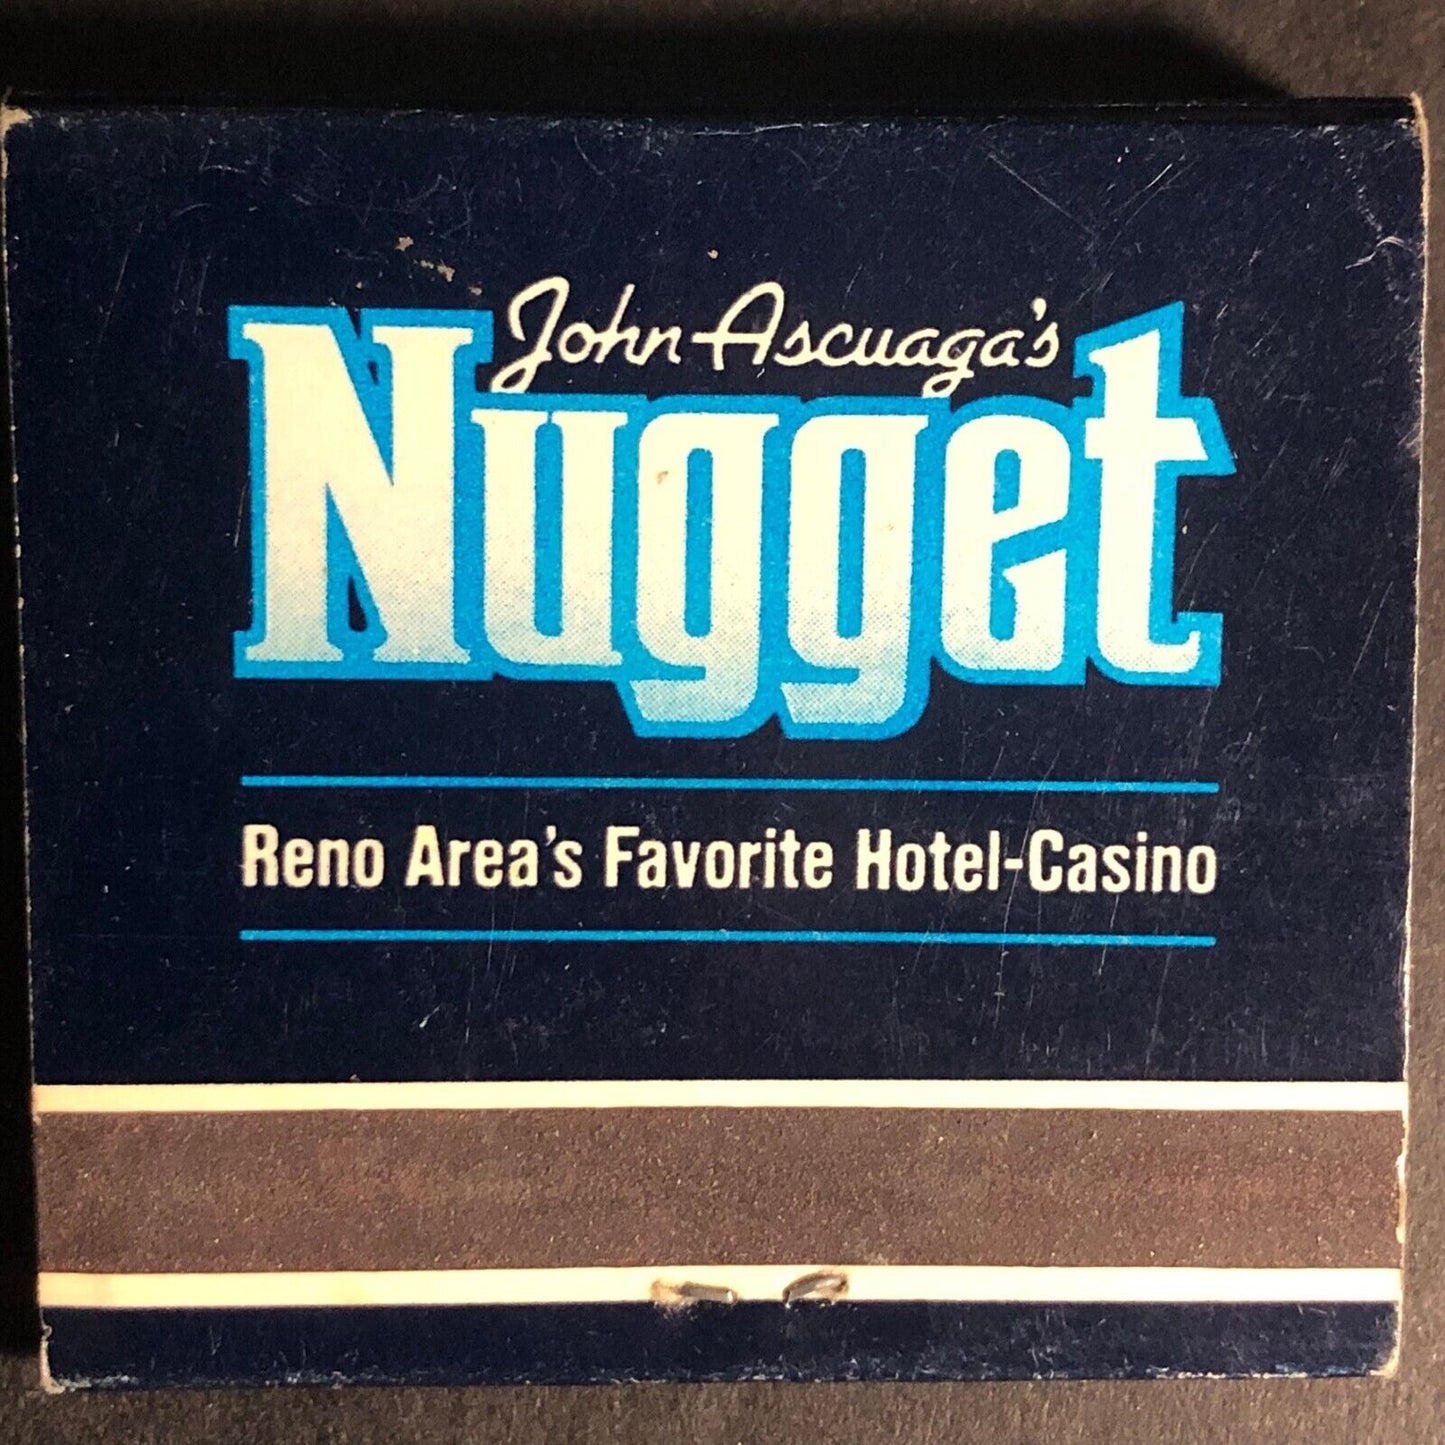 John Ascuaga's
Nugget
Reno Area's Favorite Hotel-Casino